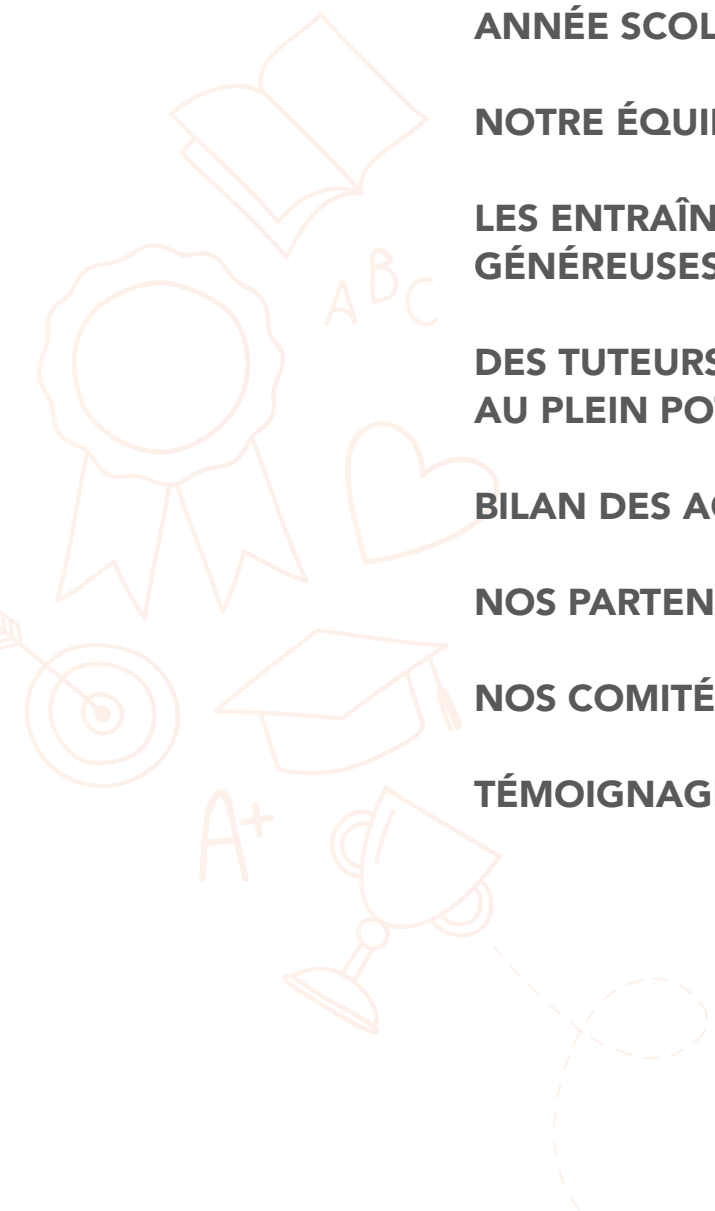 ANNÉE SCOL
NOTRE ÉQUI
LES ENTRAÎN
GÉNÉREUSES
ABC
DES TUTEURS
AU PLEIN PO
BILAN DES A
NOS PARTEN
NOS COMITÉ
TÉMOIGNAG
A+